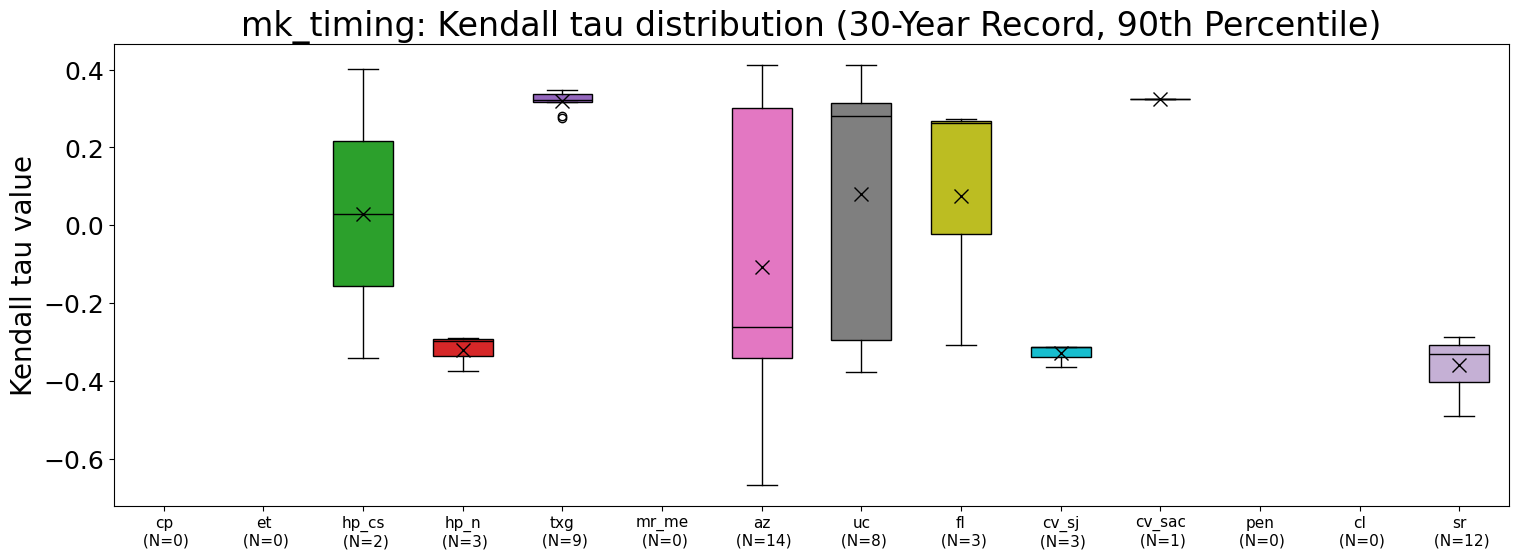 mk_timing: Kendall tau distribution (30-Year Record, 90th Percentile)
Kendall tau value
0.4
0.2
0.0
−0.2
−0.4
−0.6
cp
(N=0)
et
(N=0)
hp_cs
(N=2)
hp_n
(N=3)
txg
(N=9)
mr_me
(N=0)
az
(N=14)
uc
(N=8)
fl
(N=3)
cv_sj
(N=3)
cv_sac
(N=1)
pen
(N=0)
cl
(N=0)
sr
(N=12)